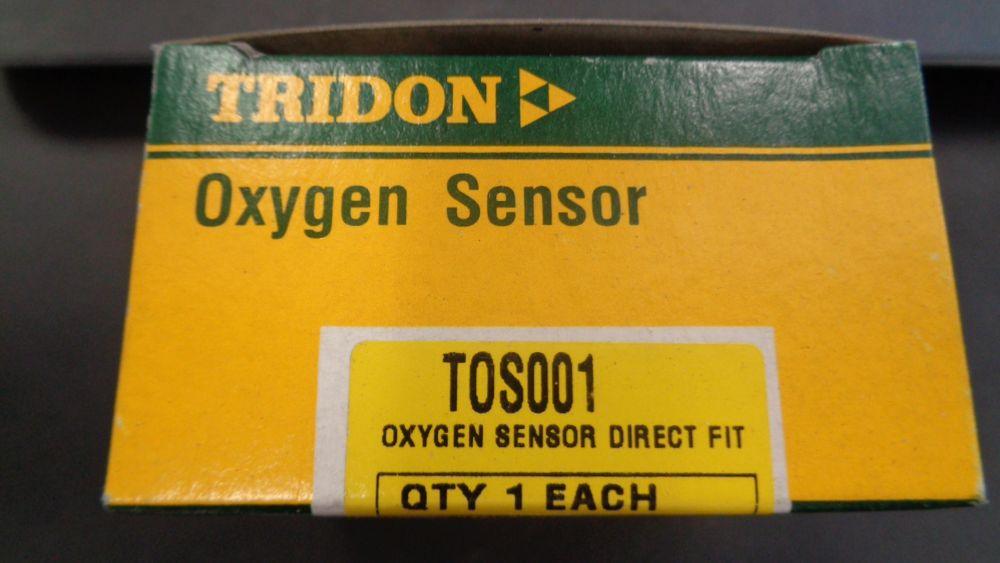 TRIDON
Oxygen Sensor
TOS001
OXYGEN SENSOR DIRECT FIT
QTY 1 EACH